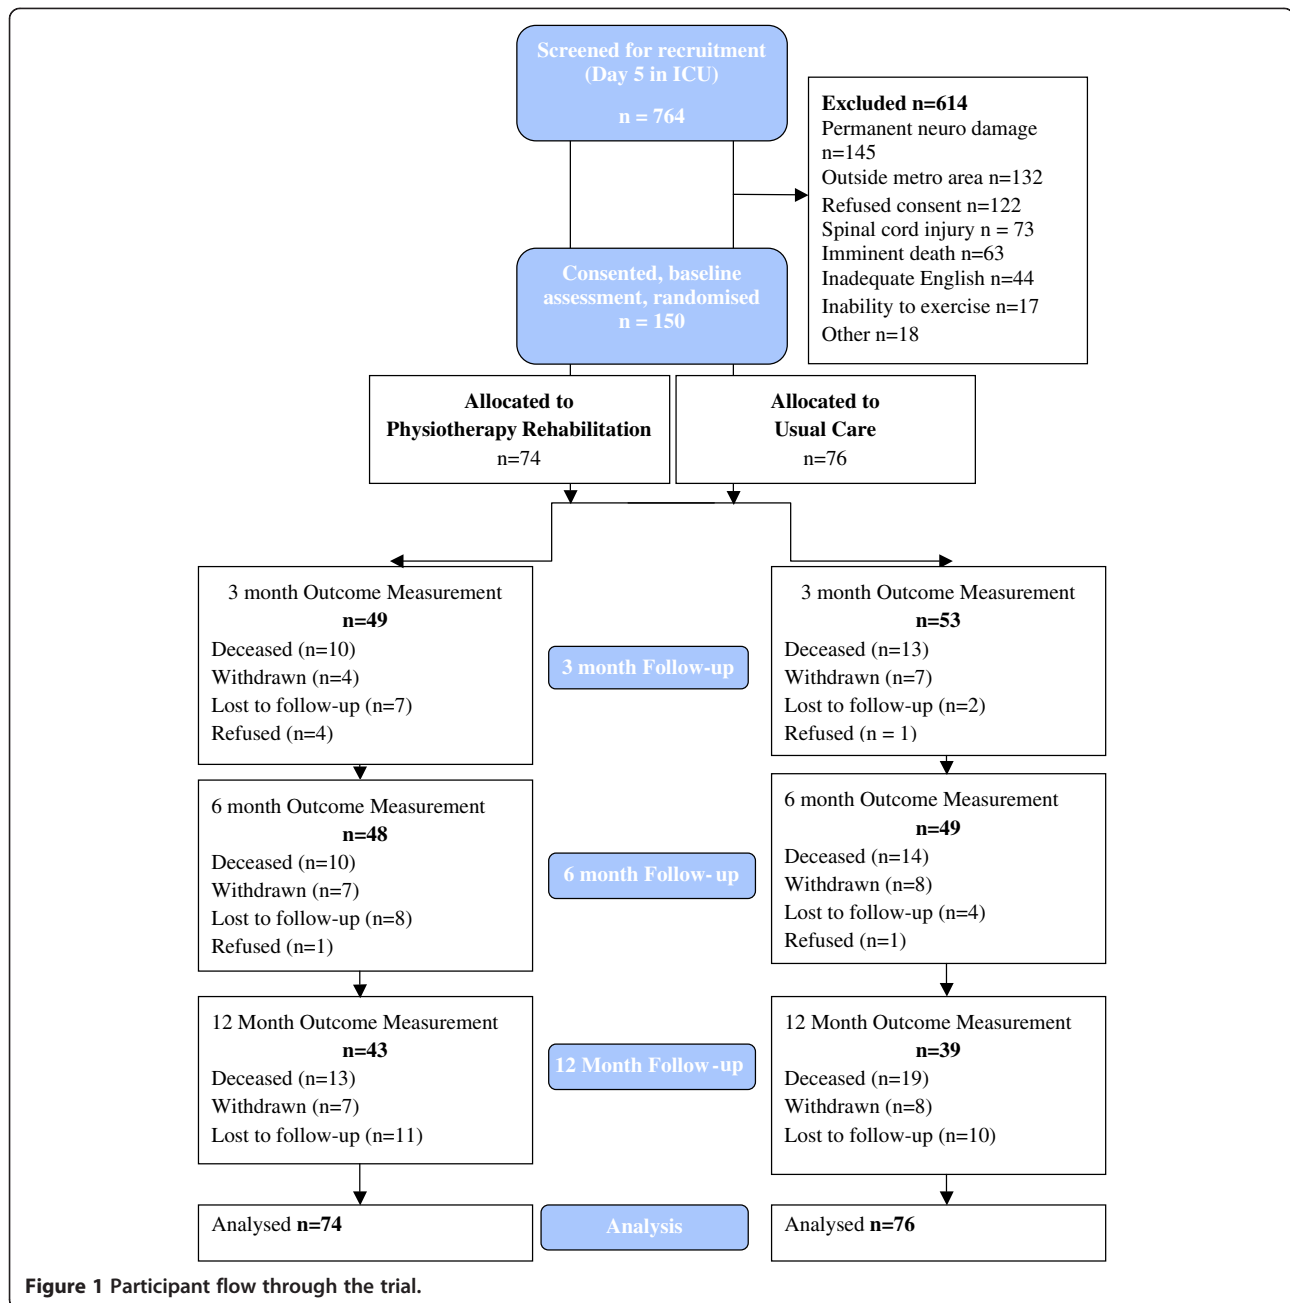 Screened for recruitment
(Day 5 in ICU)
n = 764
Excluded n=614
Permanent neuro damage
n=145
Outside metro area n=132
Refused consent n=122
Spinal cord injury n = 73
Imminent death n=63
Inadequate English n=44
Inability to exercise n=17
Other n=18
Consented, baseline
assessment, randomised
n = 150
Allocated to
Physiotherapy Rehabilitation
n=74
Allocated to
Usual Care
n=76
3 month Outcome Measurement
n=49
Deceased (n=10)
Withdrawn (n=4)
Lost to follow-up (n=7)
Refused (n=4)
3 month Follow-up
3 month Outcome Measurement
n=53
Deceased (n=13)
Withdrawn (n=7)
Lost to follow-up (n=2)
Refused (n = 1)
6 month Outcome Measurement
n=48
Deceased (n=10)
Withdrawn (n=7)
Lost to follow-up (n=8)
Refused (n=1)
6 month Follow- up
6 month Outcome Measurement
n=49
Deceased (n=14)
Withdrawn (n=8)
Lost to follow-up (n=4)
Refused (n=1)
12 Month Outcome Measurement
n=43
Deceased (n=13)
Withdrawn (n=7)
Lost to follow-up (n=11)
12 Month Follow -up
12 Month Outcome Measurement
n=39
Deceased (n=19)
Withdrawn (n=8)
Lost to follow-up (n=10)
Analysed n=74
Analysis
Analysed n=76
Figure 1 Participant flow through the trial.